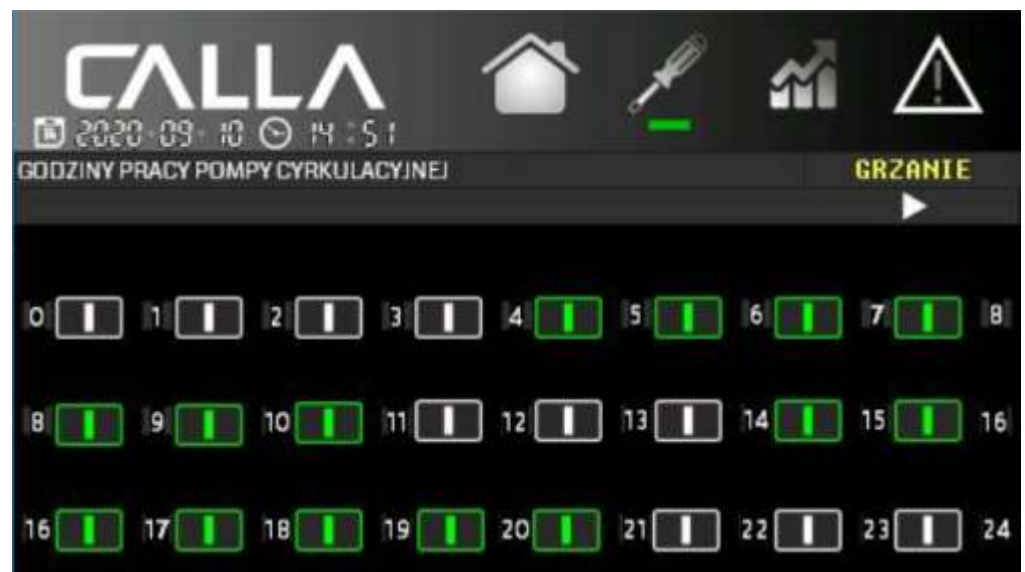 CALLA
2020-09-10 14:51
GODZINY PRACY POMPY CYRKULACYJNEJ GRZANIE
0 1 2 3 4 5 6 7 8
8 9 10 11 12 13 14 15 16
16 17 18 19 20 21 22 23 24